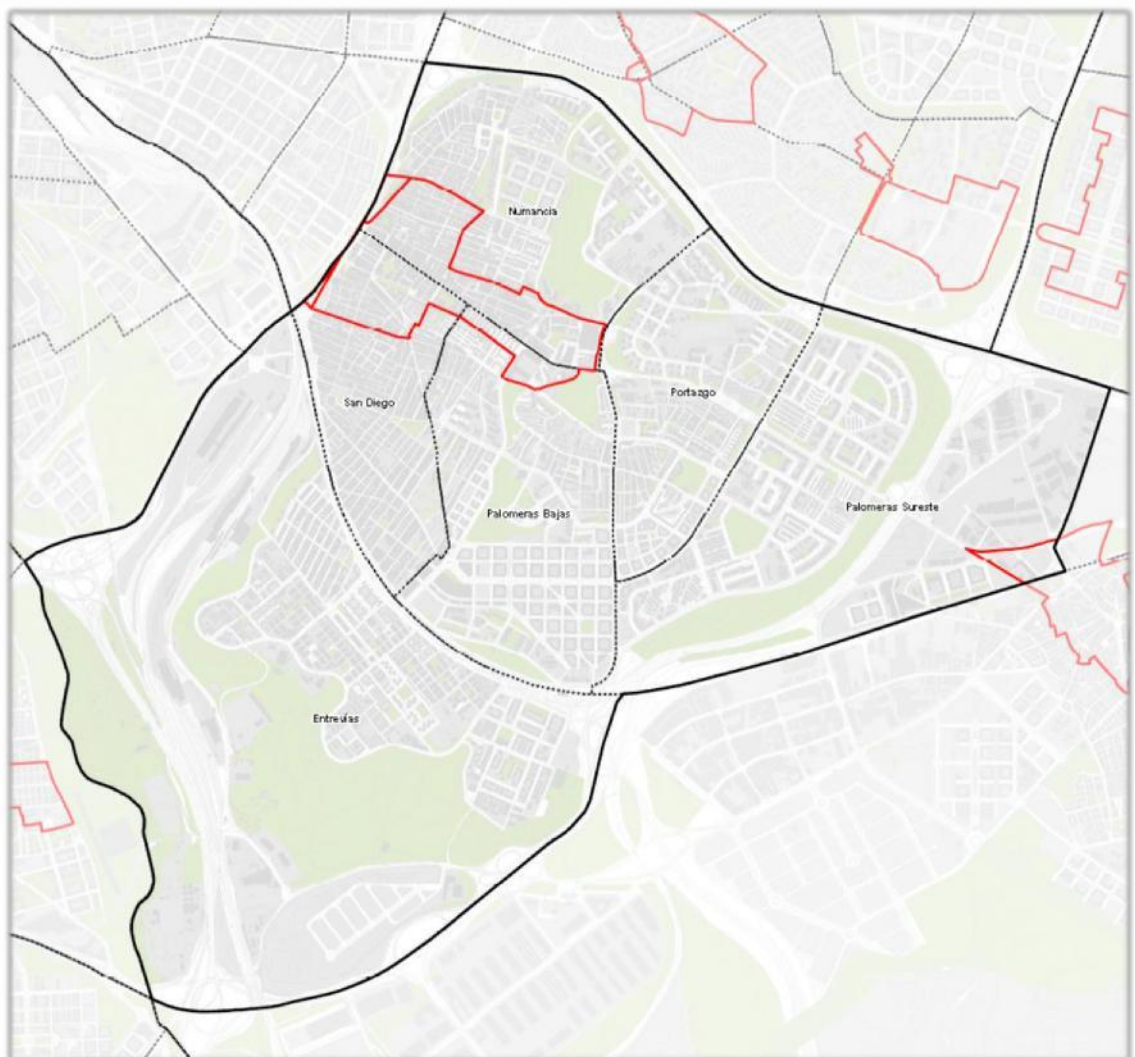 Numancia
Portazgo
San Diego
Palomeras Sureste
Palomeras Bajas
Entrevías